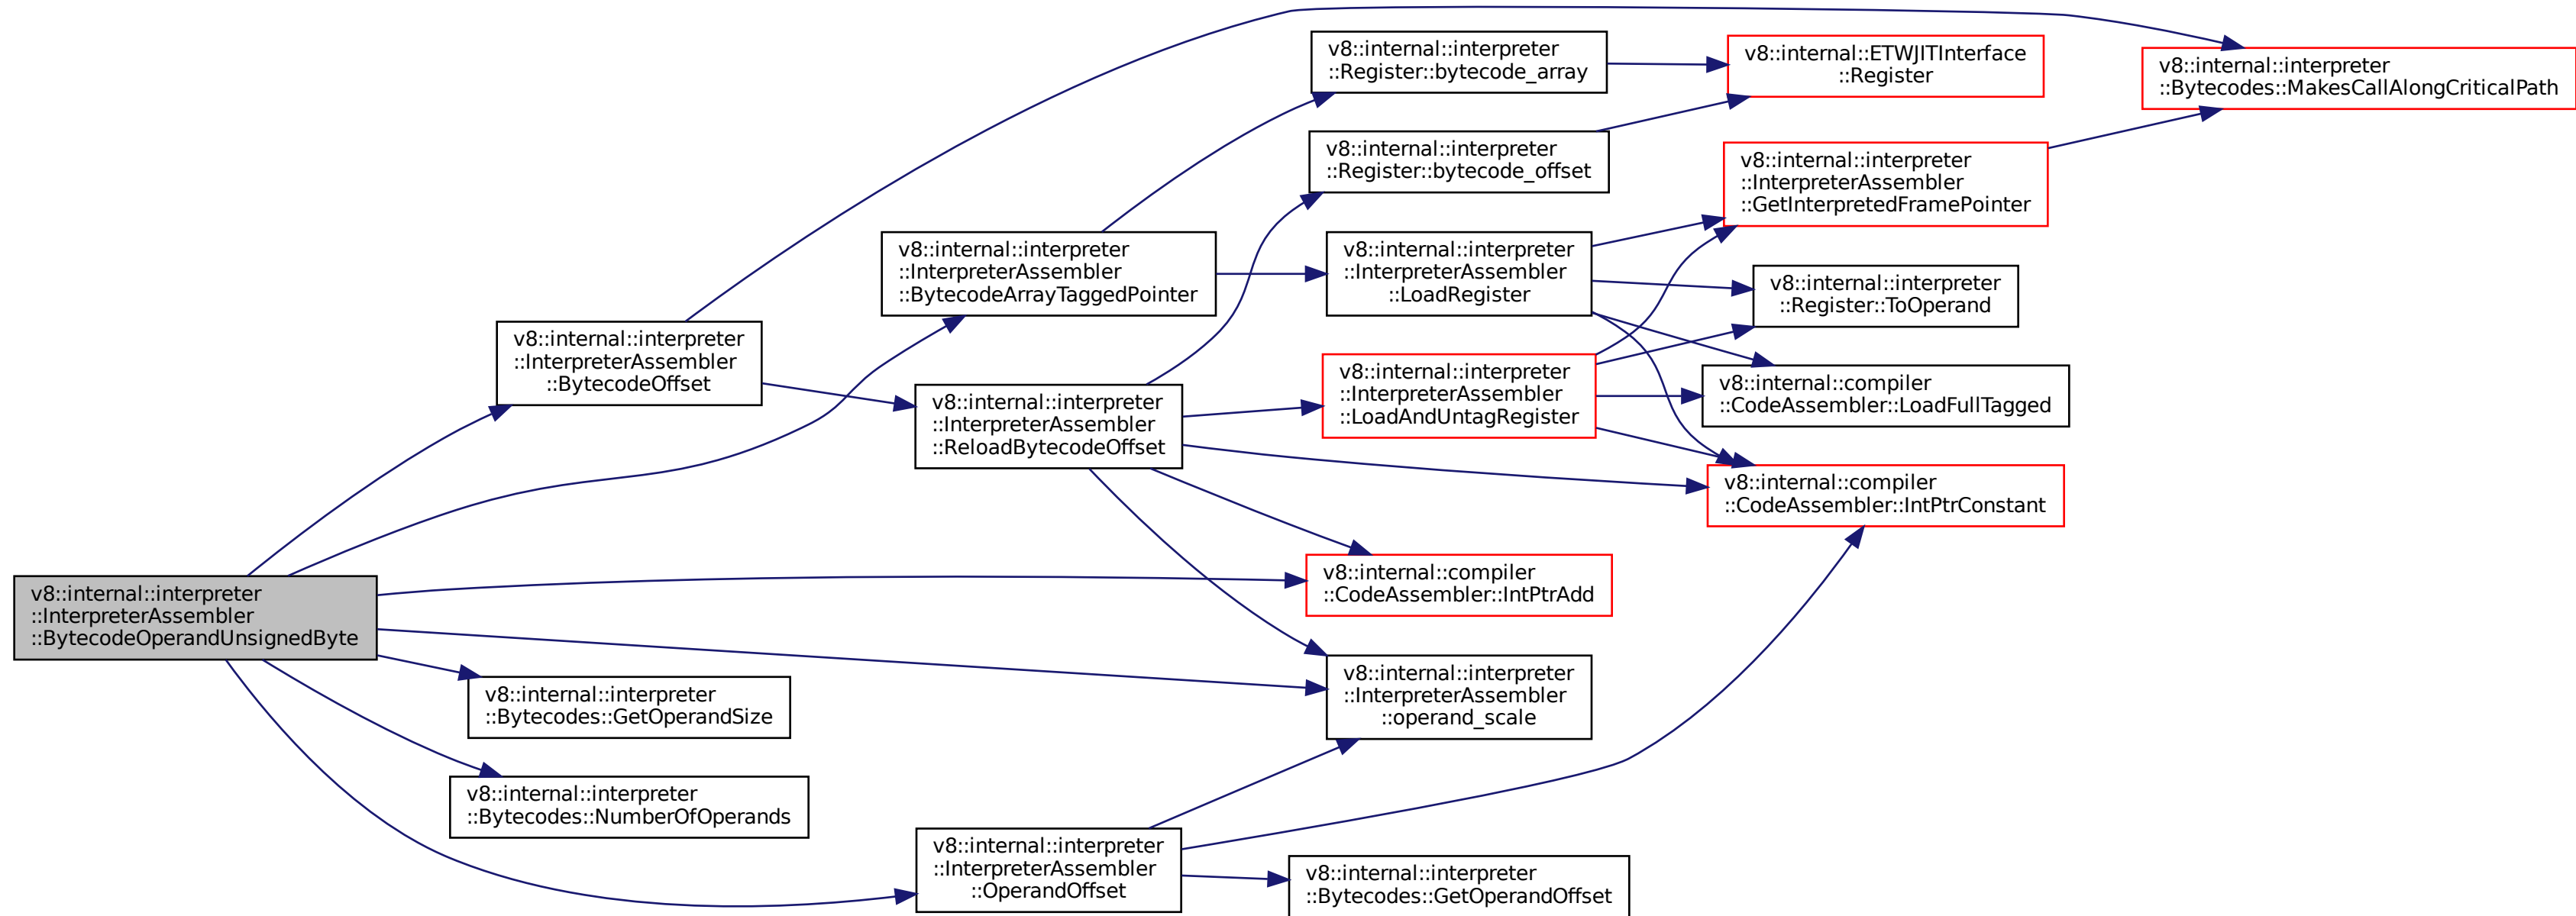 v8::internal::interpreter
::InterpreterAssembler
::BytecodeOperandUnsignedByte
v8::internal::interpreter
::InterpreterAssembler
::BytecodeOffset
v8::internal::interpreter
::Bytecodes::GetOperandSize
v8::internal::interpreter
::Bytecodes::NumberOfOperands
v8::internal::interpreter
::InterpreterAssembler
::BytecodeArrayTaggedPointer
v8::internal::interpreter
::InterpreterAssembler
::ReloadBytecodeOffset
v8::internal::interpreter
::InterpreterAssembler
::OperandOffset
v8::internal::interpreter
::Register::bytecode_array
v8::internal::interpreter
::Register::bytecode_offset
v8::internal::interpreter
::InterpreterAssembler
::LoadRegister
v8::internal::interpreter
::InterpreterAssembler
::LoadAndUntagRegister
v8::internal::compiler
::CodeAssembler::IntPtrAdd
v8::internal::interpreter
::InterpreterAssembler
::operand_scale
v8::internal::interpreter
::Bytecodes::GetOperandOffset
v8::internal::ETWJITInterface
::Register
v8::internal::interpreter
::InterpreterAssembler
::GetInterpretedFramePointer
v8::internal::interpreter
::Register::ToOperand
v8::internal::compiler
::CodeAssembler::LoadFullTagged
v8::internal::compiler
::CodeAssembler::IntPtrConstant
v8::internal::interpreter
::Bytecodes::MakesCallAlongCriticalPath